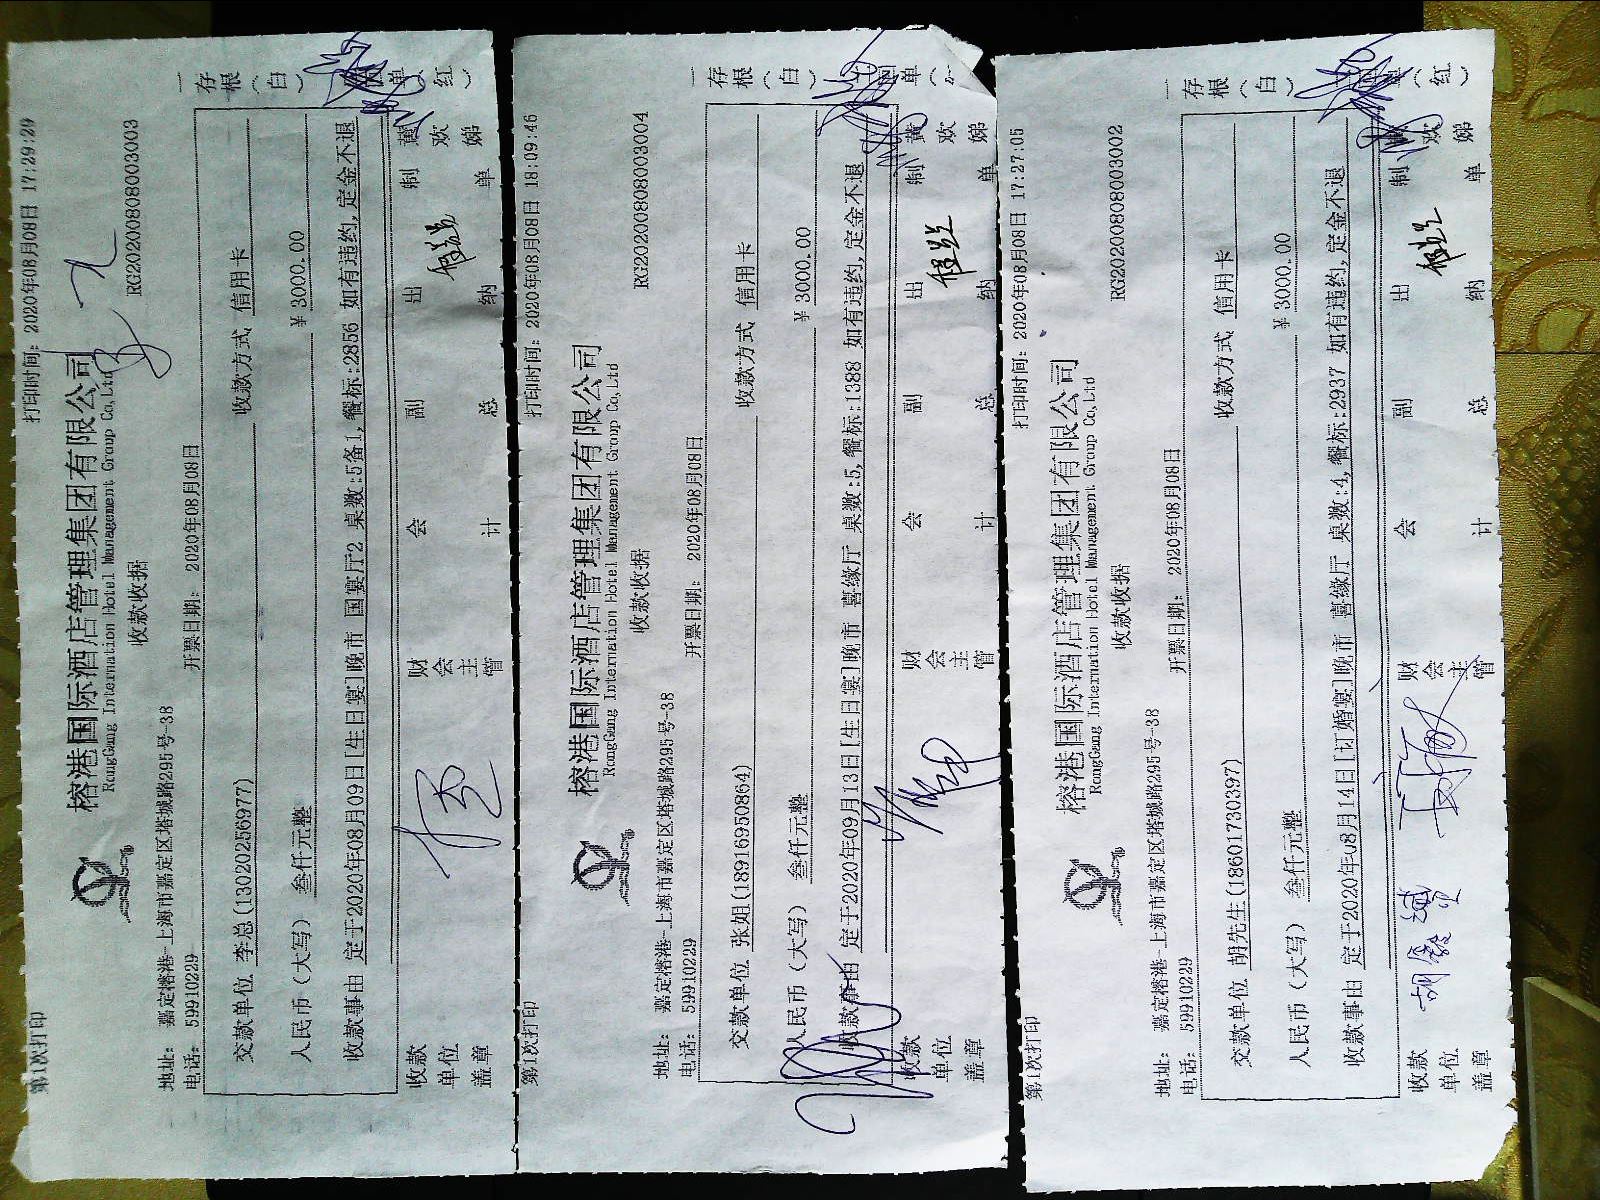 第1次打印 打印时间: 2020年08月08日 17:29:20
榕港国际酒店管理集团有限公司
RongGang International Hotel Management Group Co,Ltd
收款收据 RG20200808003003
地址: 嘉定榕港-上海市嘉定区塔城路295号-38
电话: 59910229 开票日期: 2020年08月08日
交款单位 李总(13020256977) 收款方式 信用卡
人民币(大写) 叁仟元整 ¥3000.00
收款事由 定于2020年08月09日[生日宴]晚市 国宴厅2 桌数:5备1,餐标:2856 如有违约,定金不退
收款单位盖章 财会主管 会计 副总 出纳 制单 黄欢娣
一存根(白) 单(红)
第1次打印 打印时间: 2020年08月08日 18:09:46
榕港国际酒店管理集团有限公司
RongGang International Hotel Management Group Co,Ltd
收款收据 RG20200808003004
地址: 嘉定榕港-上海市嘉定区塔城路295号-38
电话: 59910229 开票日期: 2020年08月08日
交款单位 张姐(18916950864) 收款方式 信用卡
人民币(大写) 叁仟元整 ¥3000.00
收款事由 定于2020年09月13日[生日宴]晚市 喜缘厅 桌数:5,餐标:1388 如有违约,定金不退
收款单位盖章 财会主管 会计 副总 出纳 制单 黄欢娣
一存根(白) 单
第1次打印 打印时间: 2020年08月08日 17:27:05
榕港国际酒店管理集团有限公司
RongGang International Hotel Management Group Co,Ltd
收款收据 RG20200808003002
地址: 嘉定榕港-上海市嘉定区塔城路295号-38
电话: 59910229 开票日期: 2020年08月08日
交款单位 胡先生(18601730397) 收款方式 信用卡
人民币(大写) 叁仟元整 ¥3000.00
收款事由 定于2020年08月14日[订婚宴]晚市 喜缘厅 桌数:4,餐标:2937 如有违约,定金不退
收款单位盖章 财会主管 会计 副总 出纳 制单 欢娣
一存根(白) 单(红)